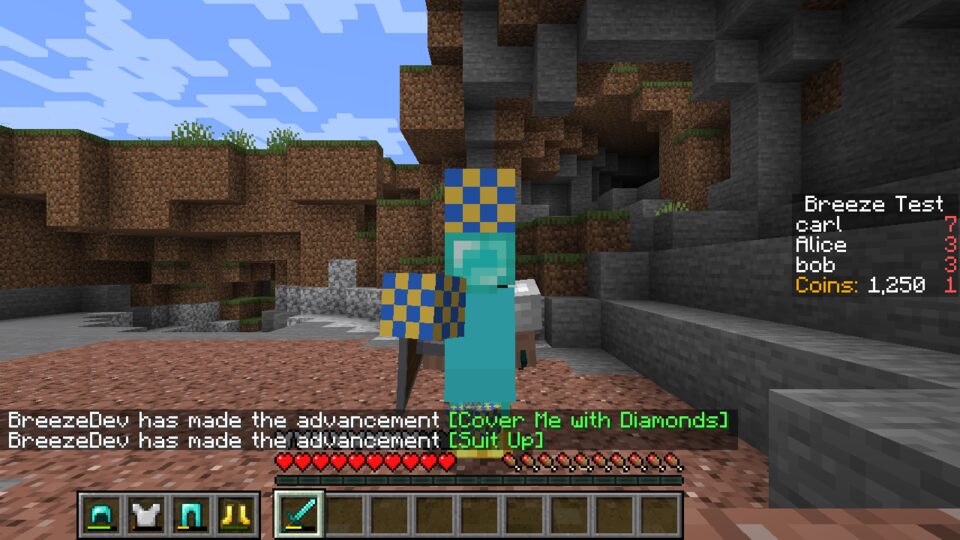 Breeze Test
carl 7
Alice 3
bob 3
Coins: 1,250 1
BreezeDev has made the advancement [Cover Me with Diamonds]
BreezeDev has made the advancement [Suit Up]